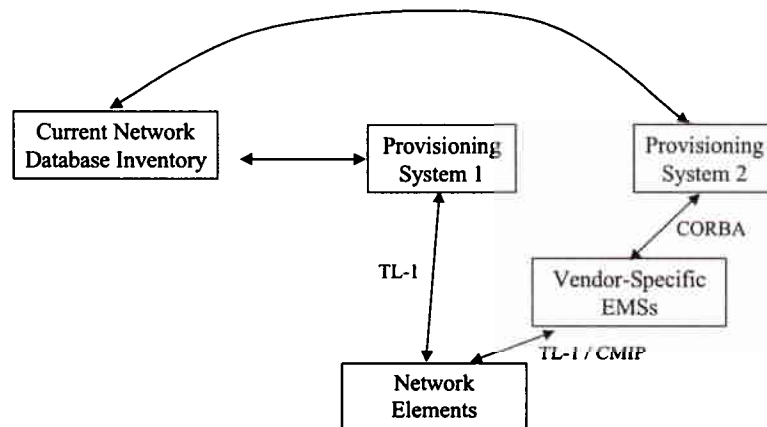 Current Network
Database Inventory
Provisioning
System 1
Provisioning
System 2
CORBA
TL-1
Vendor-Specific
EMSs
TL-1 / CMIP
Network
Elements